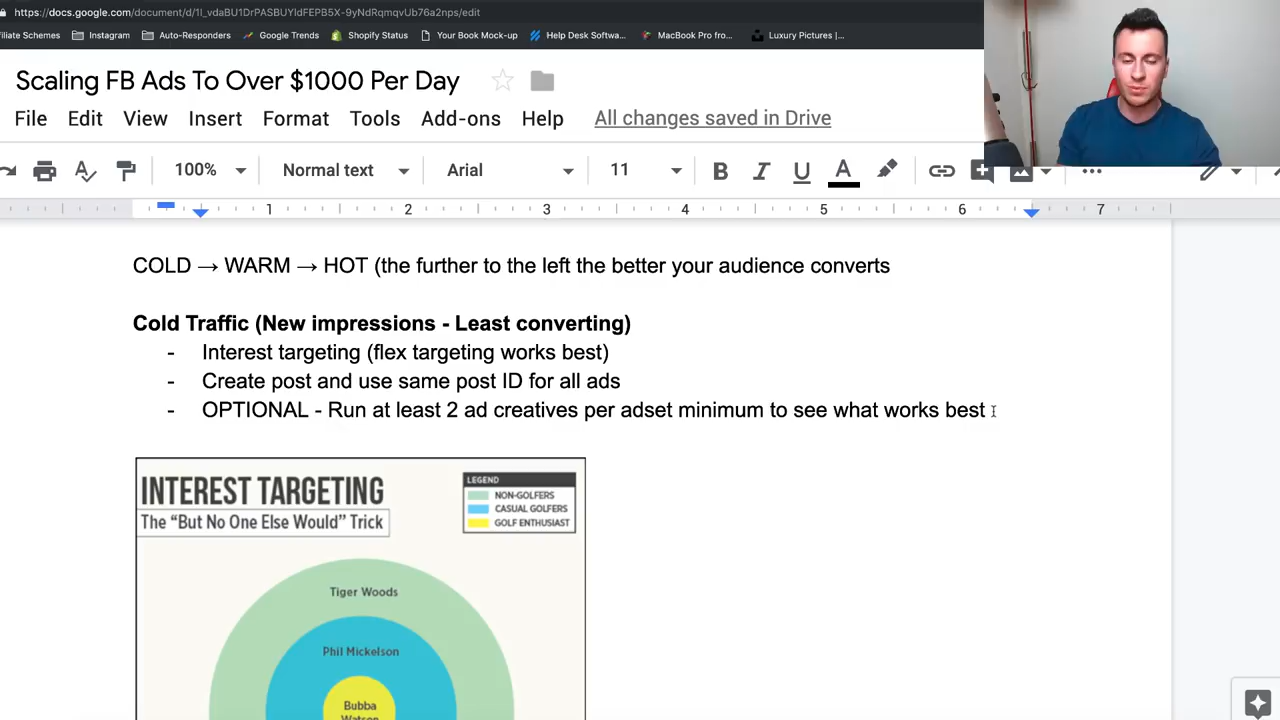 https://docs.google.com/document/d/1l_vdaBU1DrPASBUYldFEPB5X-9yNdRqmqvUb76a2nps/edit
iliate Schemes Instagram Auto-Responders Google Trends Shopify Status Your Book Mock-up Help Desk Softwa... MacBook Pro fro... Luxury Pictures |...
Scaling FB Ads To Over $1000 Per Day
File Edit View Insert Format Tools Add-ons Help All changes saved in Drive
100% Normal text Arial 11 B I U A
1 2 3 4 5 6 7
COLD → WARM → HOT (the further to the left the better your audience converts
Cold Traffic (New impressions - Least converting)
- Interest targeting (flex targeting works best)
- Create post and use same post ID for all ads
- OPTIONAL - Run at least 2 ad creatives per adset minimum to see what works best
INTEREST TARGETING
The “But No One Else Would” Trick
LEGEND
NON-GOLFERS
CASUAL GOLFERS
GOLF ENTHUSIAST
Tiger Woods
Phil Mickelson
Bubba
Watson